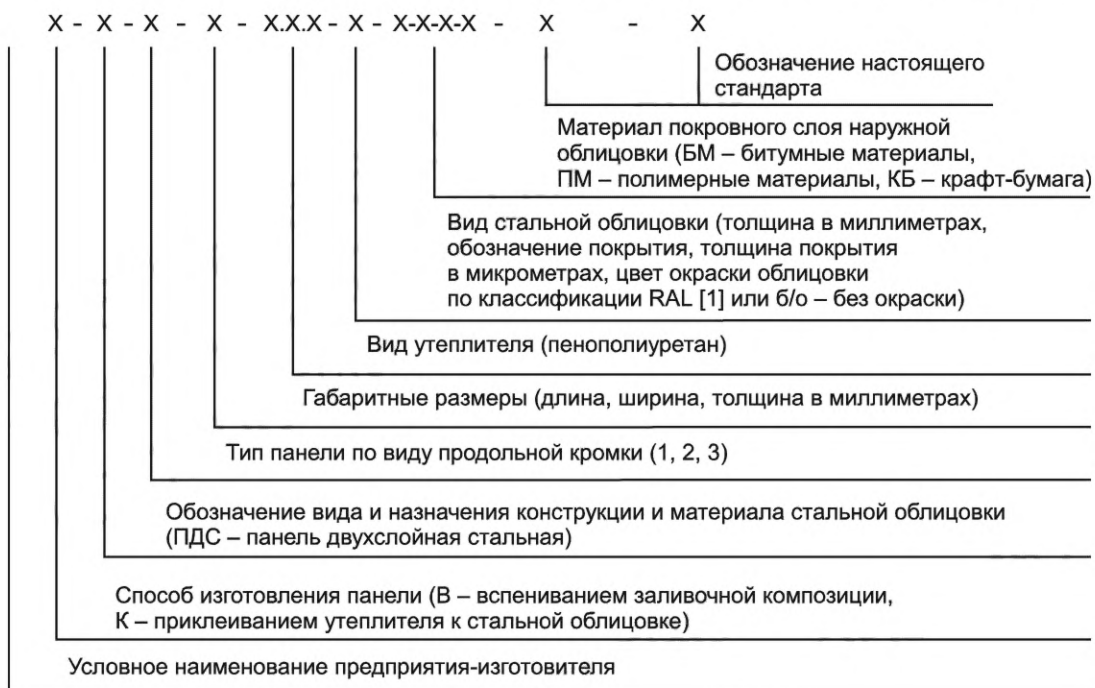 X – X – X – X – X.X.X – X – X-X-X-X – X – X
Обозначение настоящего
стандарта
Материал покровного слоя наружной
облицовки (БМ – битумные материалы,
ПМ – полимерные материалы, КБ – крафт-бумага)
Вид стальной облицовки (толщина в миллиметрах,
обозначение покрытия, толщина покрытия
в микрометрах, цвет окраски облицовки
по классификации RAL [1] или б/о – без окраски)
Вид утеплителя (пенополиуретан)
Габаритные размеры (длина, ширина, толщина в миллиметрах)
Тип панели по виду продольной кромки (1, 2, 3)
Обозначение вида и назначения конструкции и материала стальной облицовки
(ПДС – панель двухслойная стальная)
Способ изготовления панели (В – вспениванием заливочной композиции,
К – приклеиванием утеплителя к стальной облицовке)
Условное наименование предприятия-изготовителя